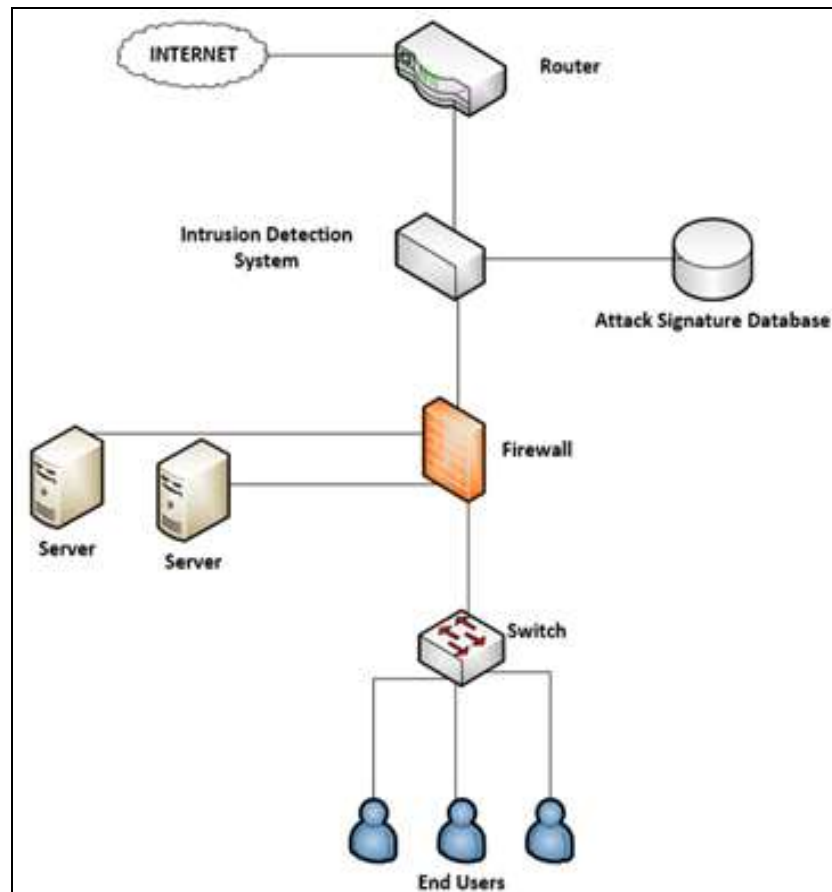 INTERNET
Router
Intrusion Detection
System
Attack Signature Database
Firewall
Server
Server
Switch
End Users